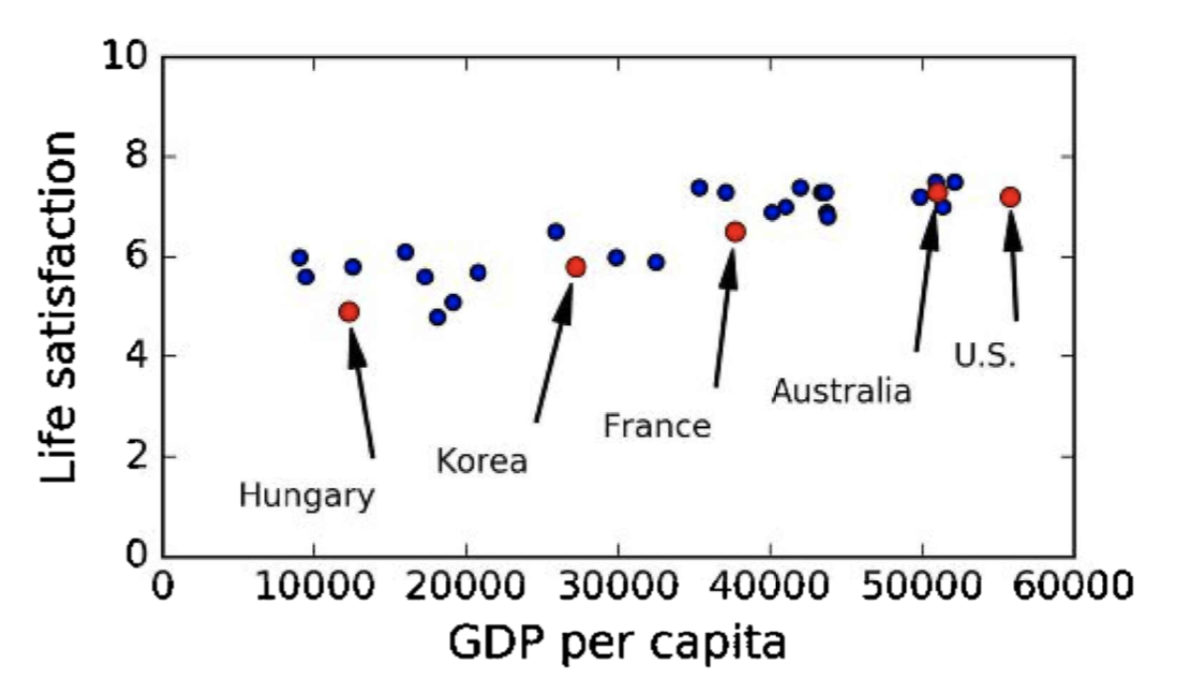 10
8
6
4
2
0
Life satisfaction
Hungary
Korea
France
Australia
U.S.
0 10000 20000 30000 40000 50000 60000
GDP per capita